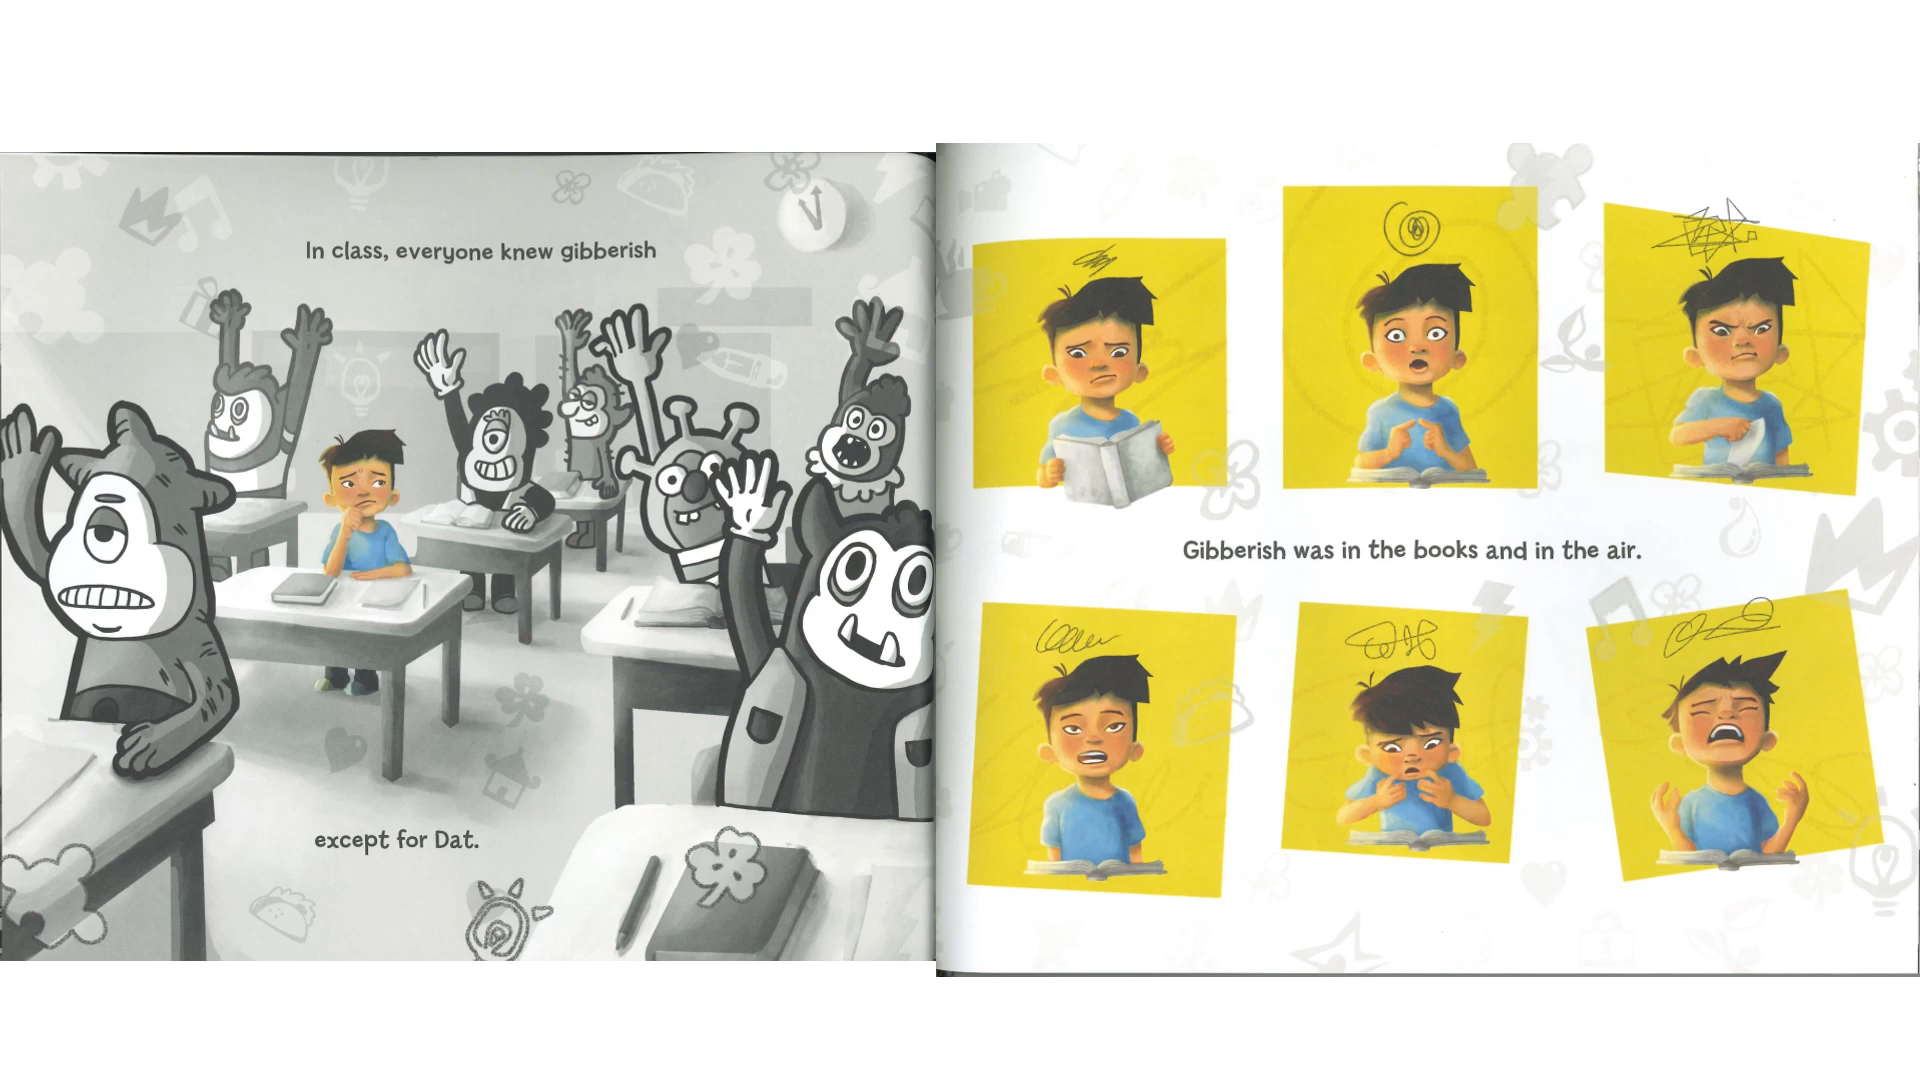 In class, everyone knew gibberish
except for Dat.
Gibberish was in the books and in the air.